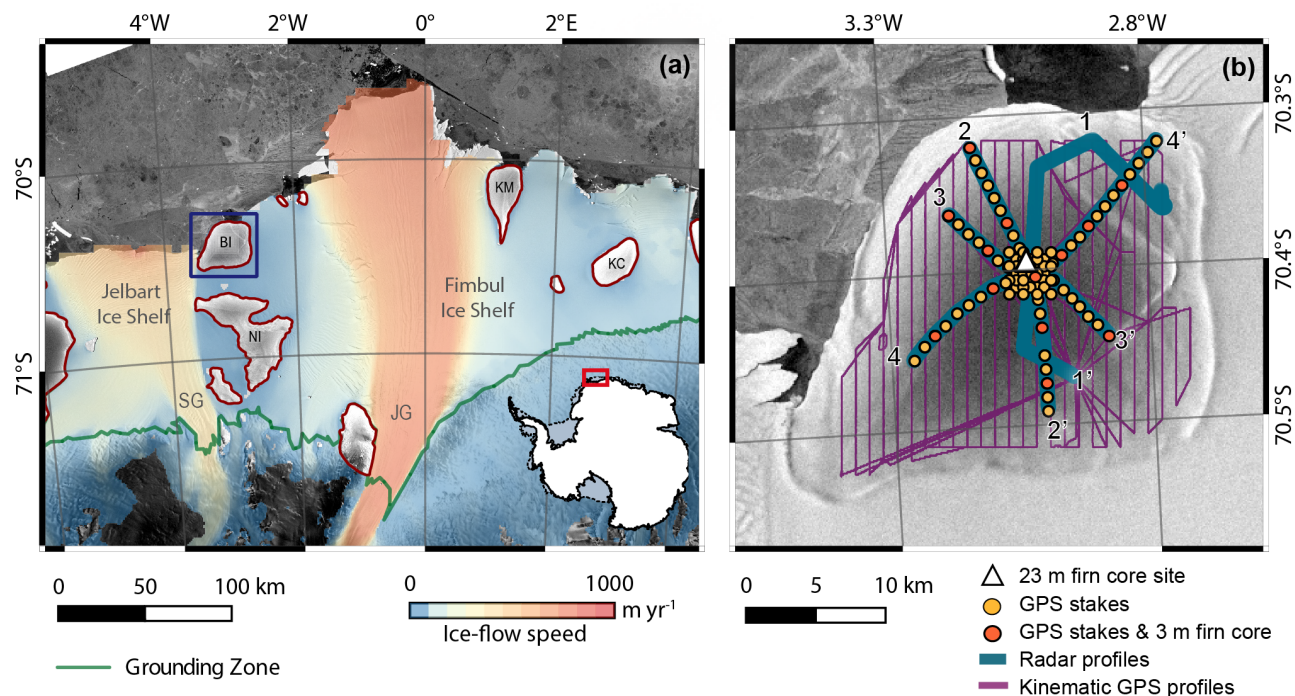 4°W 2°W 0° 2°E
(a)
70°S
71°S
BI
KM
KC
NI
Jelbart
Ice Shelf
Fimbul
Ice Shelf
SG
JG
0 50 100 km
0 1000
m yr⁻¹
Ice-flow speed
Grounding Zone
3.3°W 2.8°W
(b)
70.3°S
70.4°S
70.5°S
2
1
4'
3
4
3'
1'
2'
0 5 10 km
23 m firn core site
GPS stakes
GPS stakes & 3 m firn core
Radar profiles
Kinematic GPS profiles